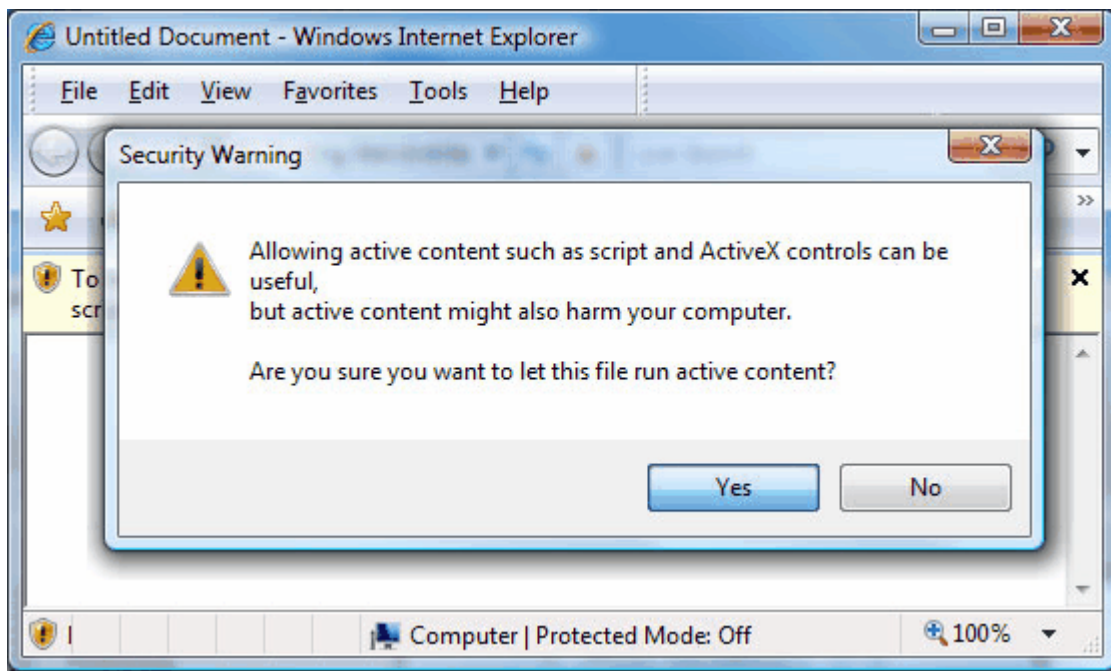 Untitled Document - Windows Internet Explorer
File Edit View Favorites Tools Help
Security Warning
Allowing active content such as script and ActiveX controls can be
useful,
To
but active content might also harm your computer.
scr
Are you sure you want to let this file run active content?
Yes No
Computer | Protected Mode: Off 100%